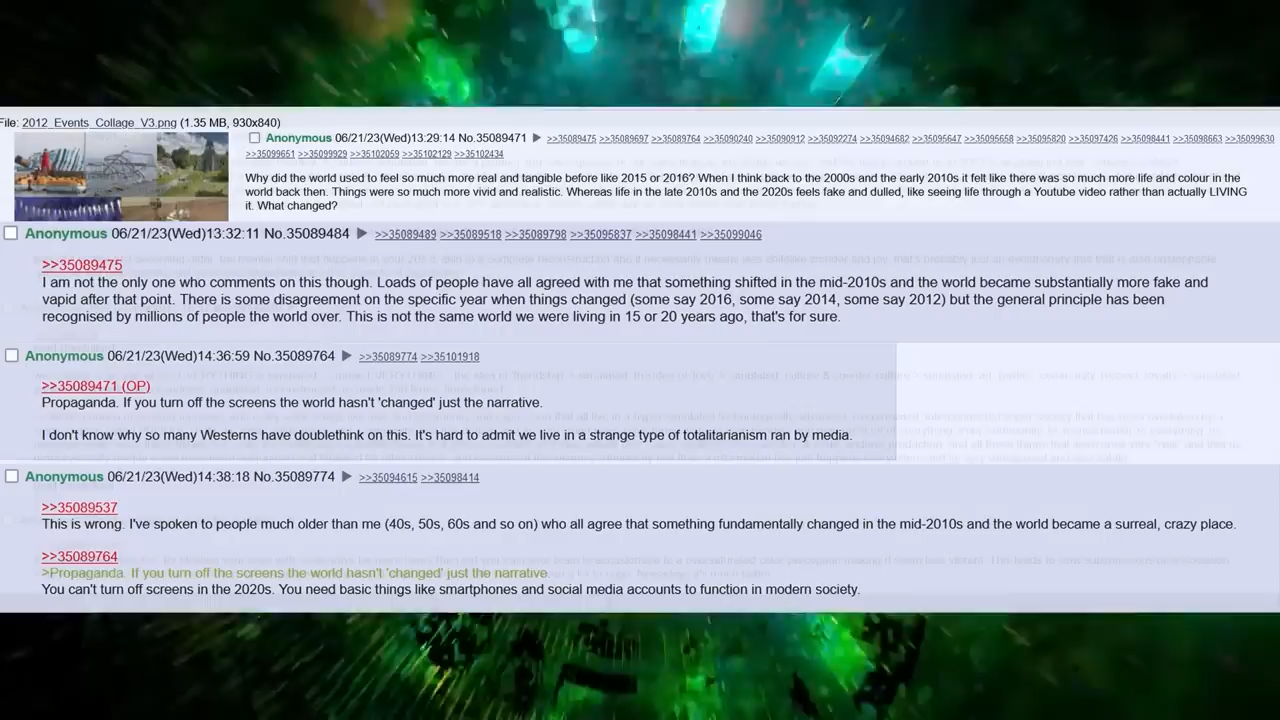 File: 2012_Events_Collage_V3.png (1.35 MB, 930x840)
Anonymous 06/21/23(Wed)13:29:14 No.35089471 ▶ >>35089475 >>35089697 >>35089764 >>35090240 >>35090912 >>35092274 >>35094682 >>35095647 >>35095658 >>35095820 >>35097426 >>35098441 >>35098663 >>35099630
>>35099651 >>35099929 >>35102059 >>35102129 >>35102434
Why did the world used to feel so much more real and tangible before like 2015 or 2016? When I think back to the 2000s and the early 2010s it felt like there was so much more life and colour in the
world back then. Things were so much more vivid and realistic. Whereas life in the late 2010s and the 2020s feels fake and dulled, like seeing life through a Youtube video rather than actually LIVING
it. What changed?
Anonymous 06/21/23(Wed)13:32:11 No.35089484 ▶ >>35089489 >>35089518 >>35089798 >>35095837 >>35098441 >>35099046
>>35089475
I am not the only one who comments on this though. Loads of people have all agreed with me that something shifted in the mid-2010s and the world became substantially more fake and
vapid after that point. There is some disagreement on the specific year when things changed (some say 2016, some say 2014, some say 2012) but the general principle has been
recognised by millions of people the world over. This is not the same world we were living in 15 or 20 years ago, that's for sure.
Anonymous 06/21/23(Wed)14:36:59 No.35089764 ▶ >>35089774 >>35101918
>>35089471 (OP)
Propaganda. If you turn off the screens the world hasn't 'changed' just the narrative.
I don't know why so many Westerns have doublethink on this. It's hard to admit we live in a strange type of totalitarianism ran by media.
Anonymous 06/21/23(Wed)14:38:18 No.35089774 ▶ >>35094615 >>35098414
>>35089537
This is wrong. I've spoken to people much older than me (40s, 50s, 60s and so on) who all agree that something fundamentally changed in the mid-2010s and the world became a surreal, crazy place.
>>35089764
>Propaganda. If you turn off the screens the world hasn't 'changed' just the narrative.
You can't turn off screens in the 2020s. You need basic things like smartphones and social media accounts to function in modern society.